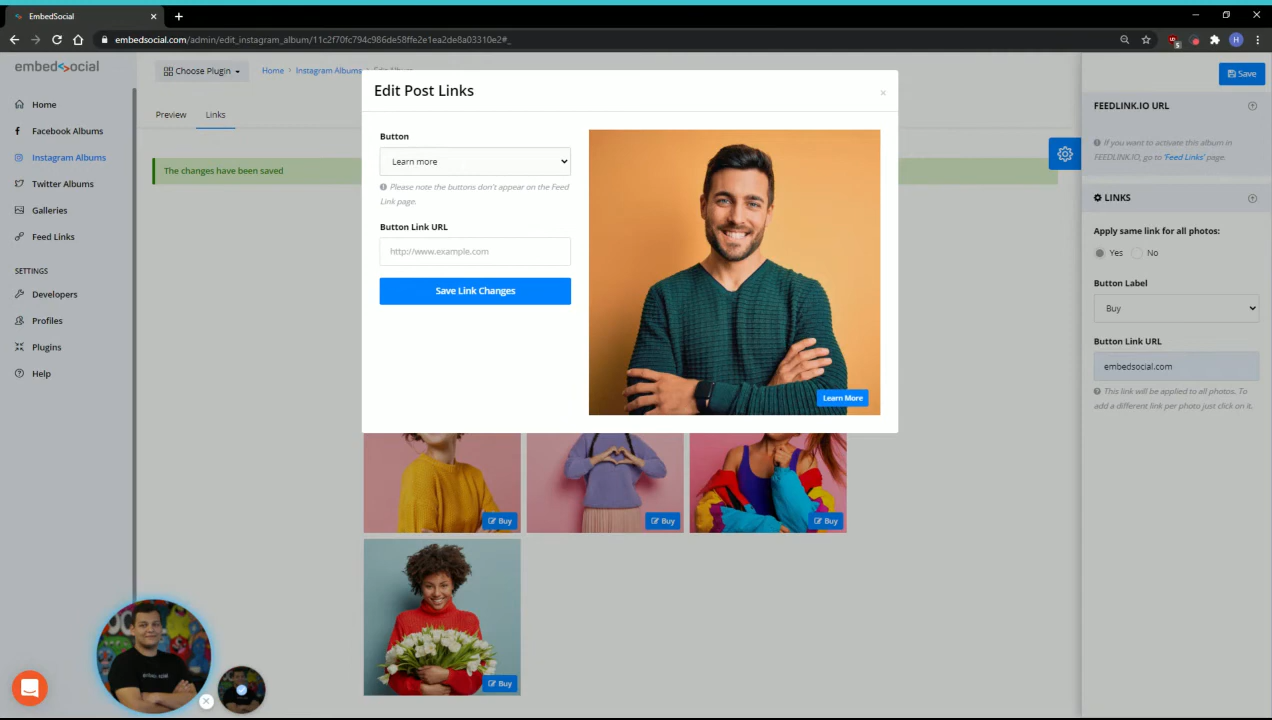 EmbedSocial
embedsocial.com/admin/edit_instagram_album/11c2f70fc794c986de58ffe2e1ea2de8a03310e2#_
H
embedsocial
Home
Facebook Albums
Instagram Albums
Twitter Albums
Galleries
Feed Links
SETTINGS
Developers
Profiles
Plugins
Help
Choose Plugin
Home > Instagram Albums > Edit Album
Preview
Links
The changes have been saved
Edit Post Links
×
Button
Learn more
Please note the buttons don't appear on the Feed
Link page.
Button Link URL
http://www.example.com
Save Link Changes
Learn More
Buy
Buy
Buy
Buy
Save
FEEDLINK.IO URL
If you want to activate this album in
FEEDLINK.IO, go to 'Feed Links' page.
LINKS
Apply same link for all photos:
Yes
No
Button Label
Buy
Button Link URL
embedsocial.com
This link will be applied to all photos. To
add a different link per photo just click on it.